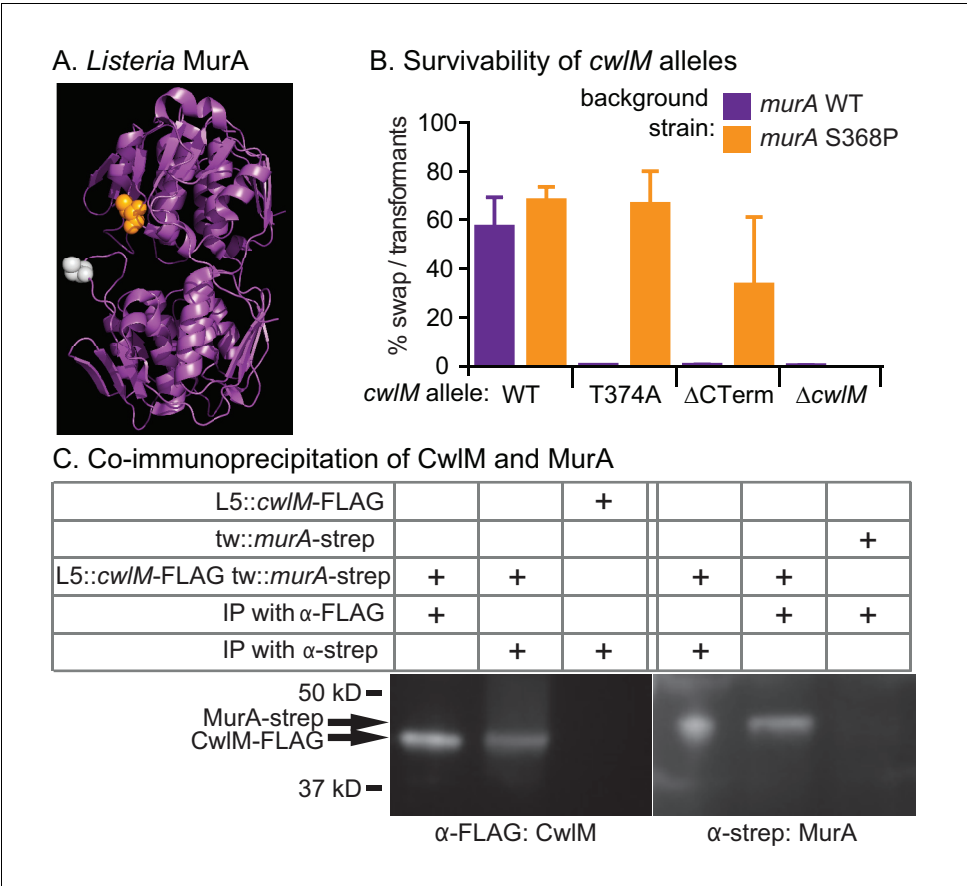 A. Listeria MurA
B. Survivability of cwlM alleles
background strain:
murA WT
murA S368P
% swap / transformants
100
80
60
40
20
0
cwlM allele: WT T374A ΔCTerm ΔcwlM
C. Co-immunoprecipitation of CwlM and MurA
L5::cwlM-FLAG +
tw::murA-strep +
L5::cwlM-FLAG tw::murA-strep + + + +
IP with α-FLAG + + +
IP with α-strep + + +
50 kD
MurA-strep
CwlM-FLAG
37 kD
α-FLAG: CwlM α-strep: MurA